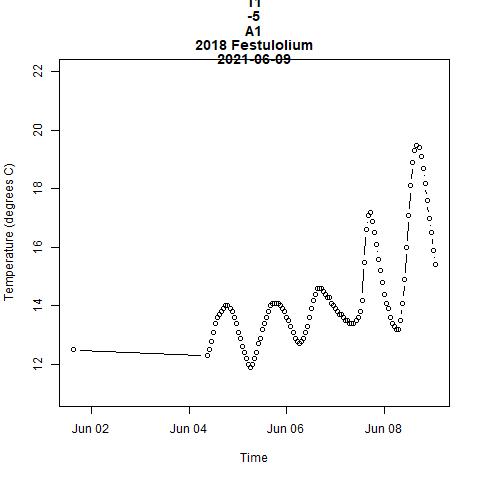 T1
-5
A1
2018 Festulolium
2021-06-09
22
20
18
16
14
12
Temperature (degrees C)
Jun 02
Jun 04
Jun 06
Jun 08
Time